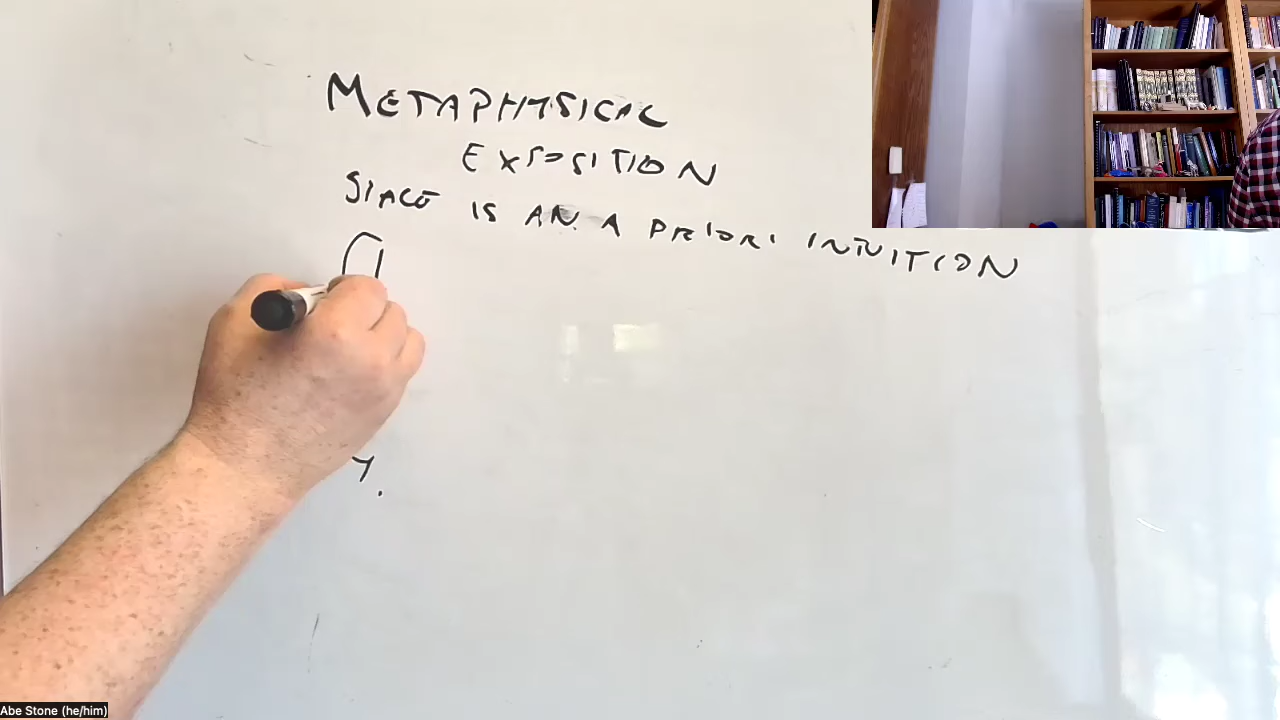 METAPHYSICAL
EXPOSITION
SPACE IS AN A PRIORI INTUITION
Abe Stone (he/him)